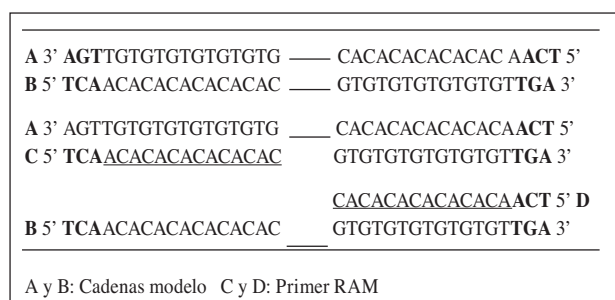 A 3’ AGTTGTGTGTGTGTGTG —— CACACACACACAC AACT 5’
B 5’ TCAACACACACACACAC —— GTGTGTGTGTGTGTTGA 3’
A 3’ AGTTGTGTGTGTGTGTG —— CACACACACACACAACT 5’
C 5’ TCAACACACACACACAC GTGTGTGTGTGTGTTGA 3’
CACACACACACACAACT 5’ D
B 5’ TCAACACACACACACAC —— GTGTGTGTGTGTGTTGA 3’
A y B: Cadenas modelo C y D: Primer RAM